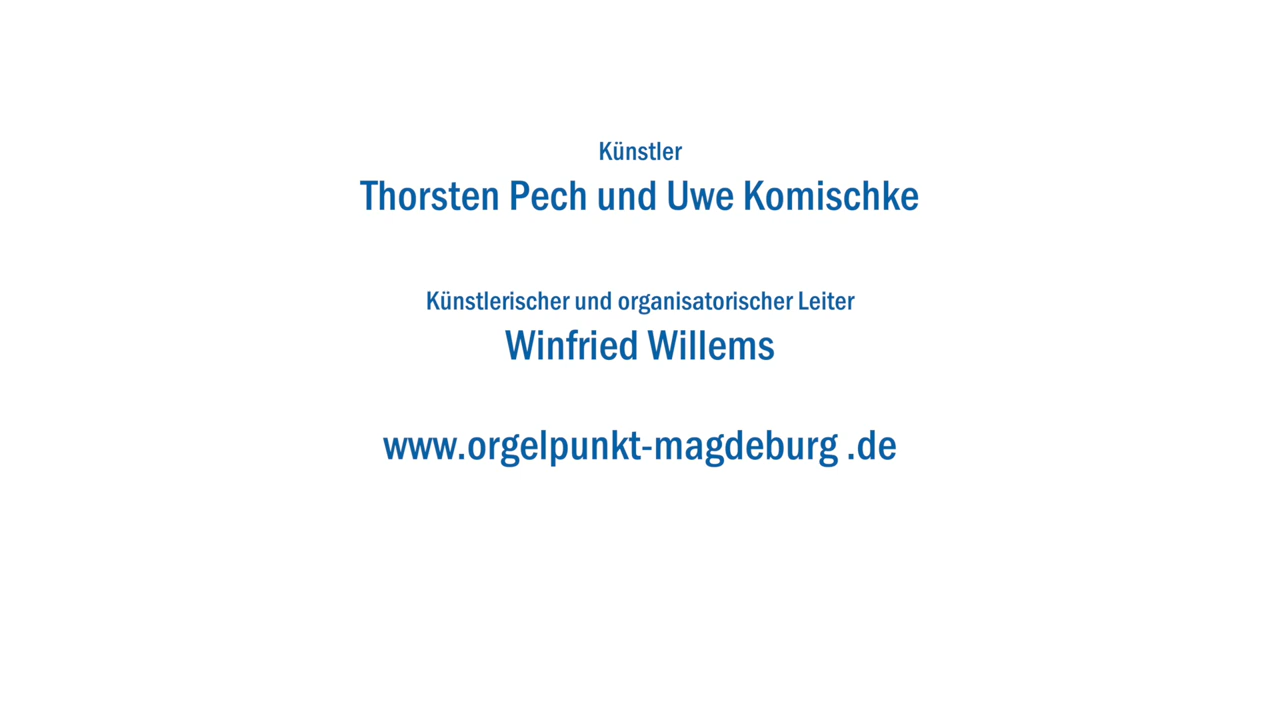 Künstler
Thorsten Pech und Uwe Komischke
Künstlerischer und organisatorischer Leiter
Winfried Willems
www.orgelpunkt-magdeburg .de